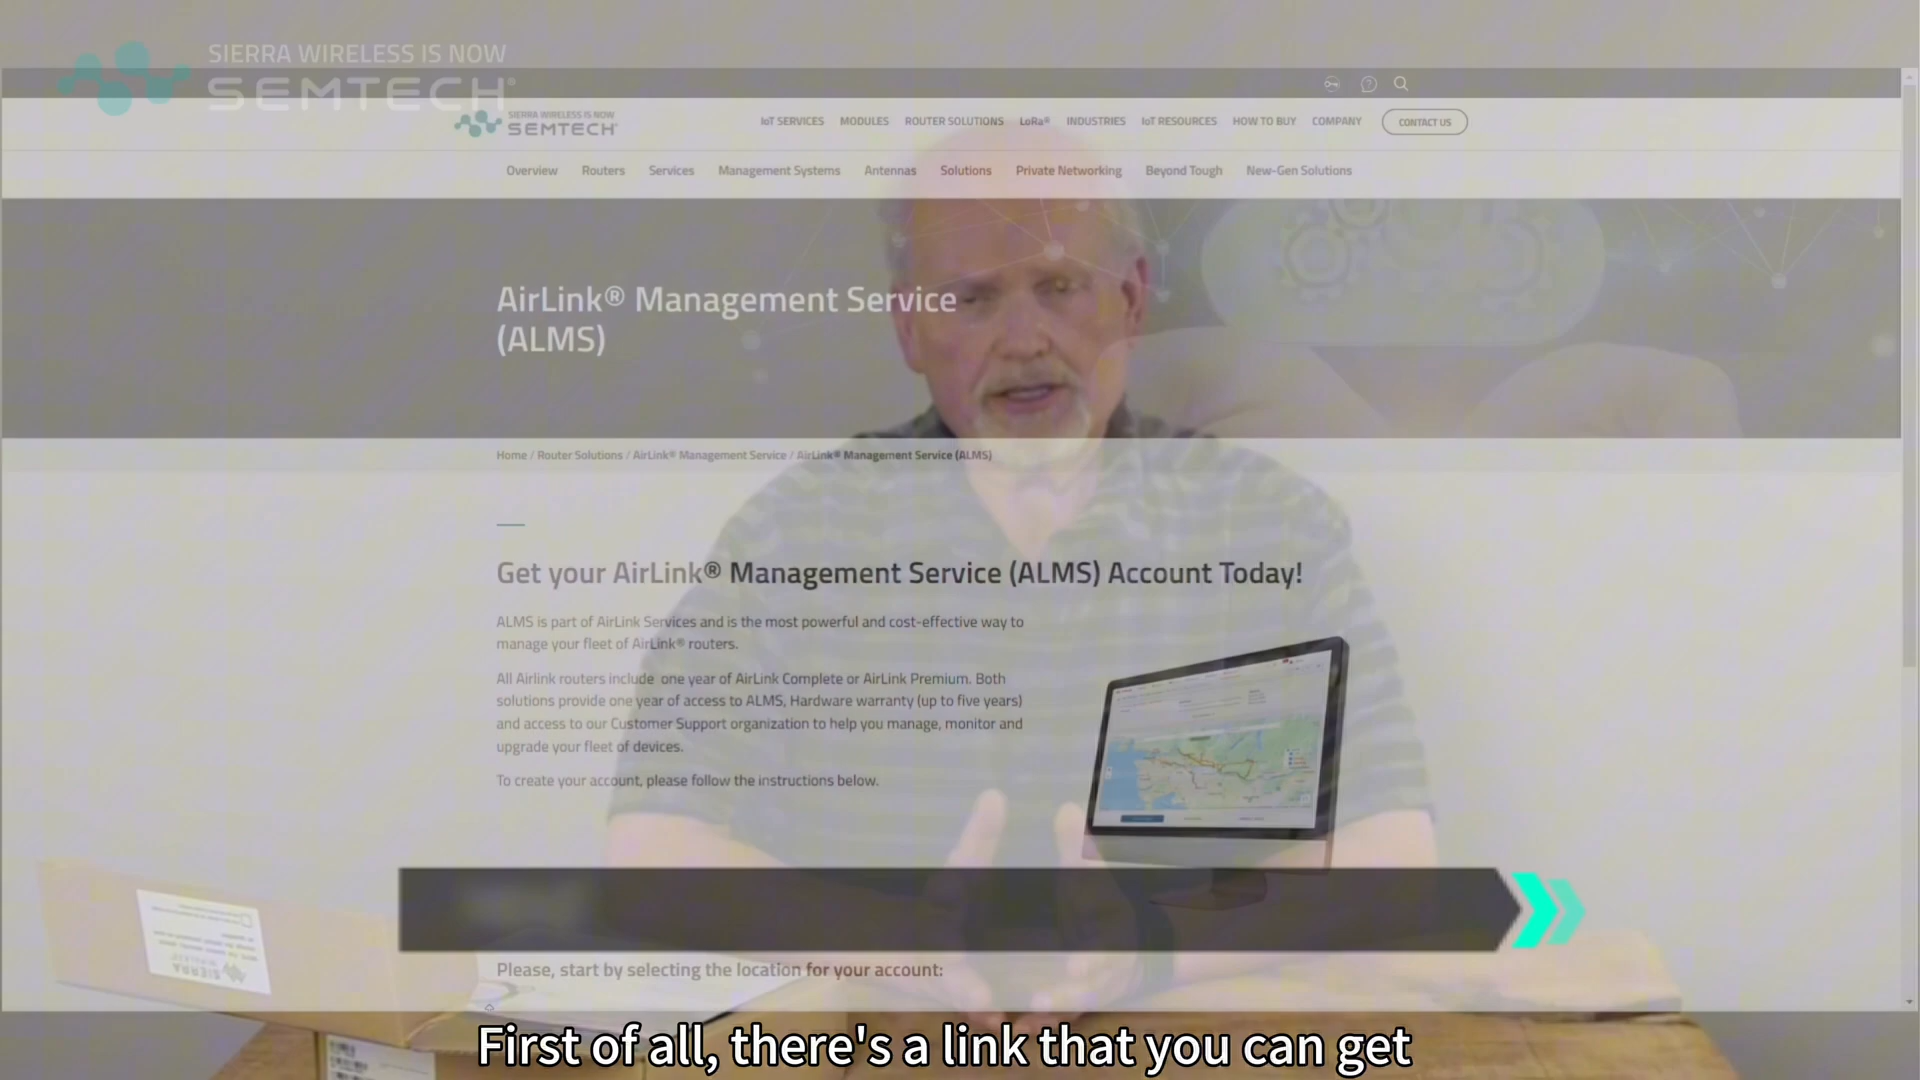 SIERRA WIRELESS IS NOW
SEMTECH®
SIERRA WIRELESS IS NOW
SEMTECH
IoT SERVICES MODULES ROUTER SOLUTIONS LoRa® INDUSTRIES IoT RESOURCES HOW TO BUY COMPANY CONTACT US
Overview Routers Services Management Systems Antennas Solutions Private Networking Beyond Tough New-Gen Solutions
AirLink® Management Service
(ALMS)
Home / Router Solutions / AirLink® Management Service / AirLink® Management Service (ALMS)
Get your AirLink® Management Service (ALMS) Account Today!
ALMS is part of AirLink Services and is the most powerful and cost-effective way to
manage your fleet of AirLink® routers.
All Airlink routers include one year of AirLink Complete or AirLink Premium. Both
solutions provide one year of access to ALMS, Hardware warranty (up to five years)
and access to our Customer Support organization to help you manage, monitor and
upgrade your fleet of devices.
To create your account, please follow the instructions below.
Please, start by selecting the location for your account:
SIERRA
First of all, there's a link that you can get